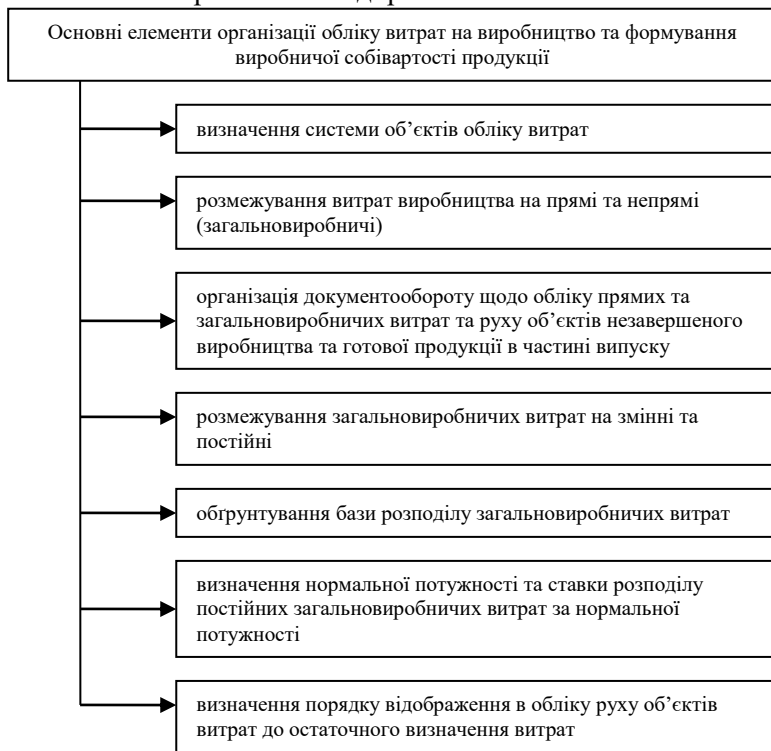 Основні елементи організації обліку витрат на виробництво та формування
виробничої собівартості продукції
визначення системи об’єктів обліку витрат
розмежування витрат виробництва на прямі та непрямі
(загальновиробничі)
організація документообороту щодо обліку прямих та
загальновиробничих витрат та руху об’єктів незавершеного
виробництва та готової продукції в частині випуску
розмежування загальновиробничих витрат на змінні та
постійні
обґрунтування бази розподілу загальновиробничих витрат
визначення нормальної потужності та ставки розподілу
постійних загальновиробничих витрат за нормальної
потужності
визначення порядку відображення в обліку руху об’єктів
витрат до остаточного визначення витрат